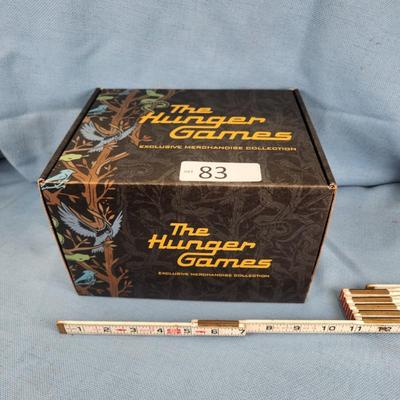 The
Hunger
Games
EXCLUSIVE MERCHANDISE COLLECTION
LOT 83
The
Hunger
Games
EXCLUSIVE MERCHANDISE COLLECTION
1 2 3 4 5 6 7 8 9 10 11